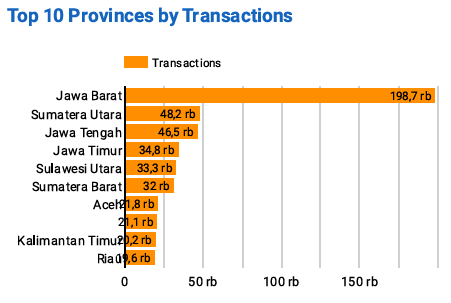 Top 10 Provinces by Transactions
Transactions
Jawa Barat 198,7 rb
Sumatera Utara 48,2 rb
Jawa Tengah 46,5 rb
Jawa Timur 34,8 rb
Sulawesi Utara 33,3 rb
Sumatera Barat 32 rb
Aceh 21,8 rb
21,1 rb
Kalimantan Timur 20,2 rb
Riau 19,6 rb
0 50 rb 100 rb 150 rb